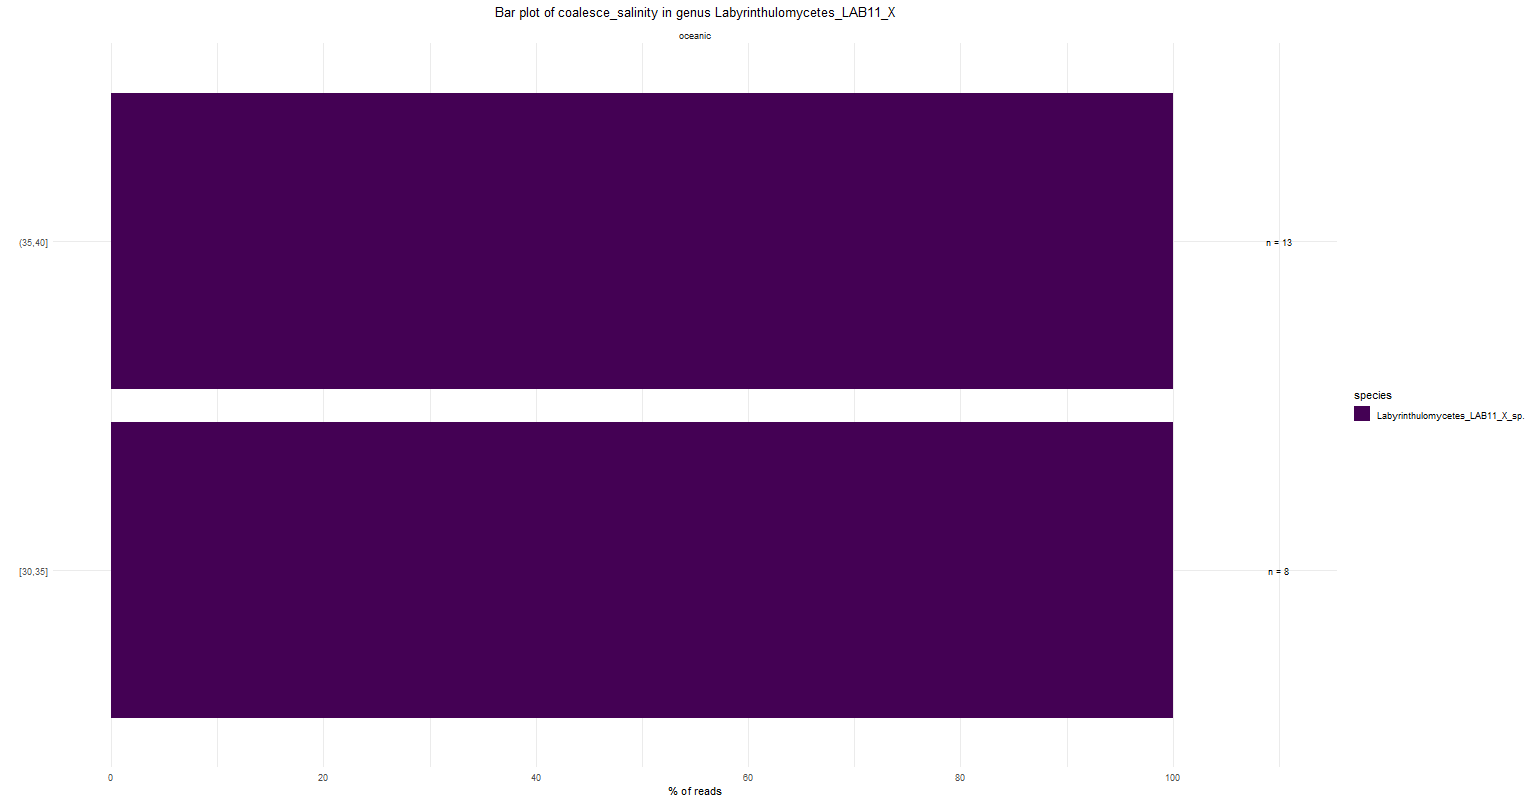 Bar plot of coalesce_salinity in genus Labyrinthulomycetes_LAB11_X
oceanic
(35,40]
n = 13
[30,35]
n = 8
species
Labyrinthulomycetes_LAB11_X_sp.
0 20 40 60 80 100
% of reads